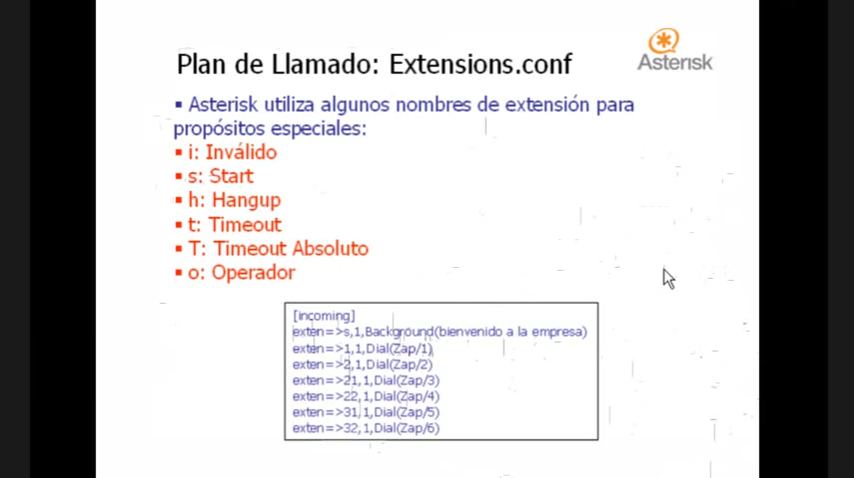 Plan de Llamado: Extensions.conf
Asterisk
▪ Asterisk utiliza algunos nombres de extensión para
propósitos especiales:
▪ i: Inválido
▪ s: Start
▪ h: Hangup
▪ t: Timeout
▪ T: Timeout Absoluto
▪ o: Operador
[incoming]
exten=>s,1,Background(bienvenido a la empresa)
exten=>1,1,Dial(Zap/1)
exten=>2,1,Dial(Zap/2)
exten=>21,1,Dial(Zap/3)
exten=>22,1,Dial(Zap/4)
exten=>31,1,Dial(Zap/5)
exten=>32,1,Dial(Zap/6)